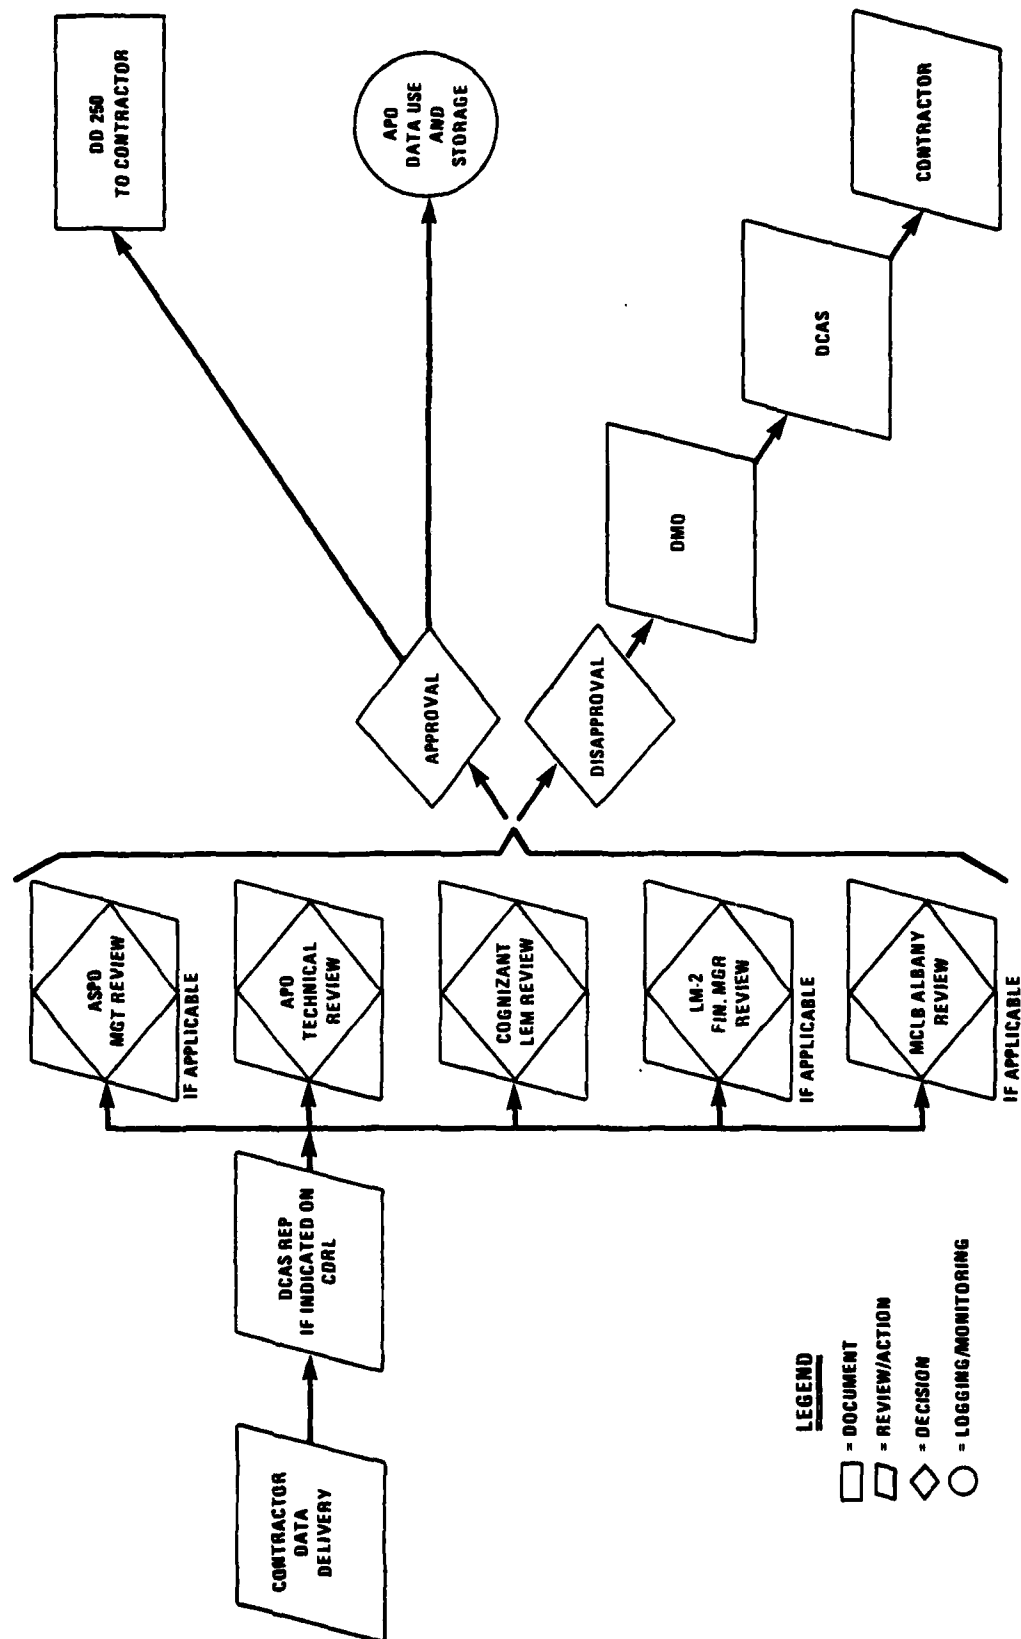 CONTRACTOR
DATA
DELIVERY
DCAS REP
IF INDICATED ON
CDRL
ASPO
MGT REVIEW
IF APPLICABLE
APO
TECHNICAL
REVIEW
COGNIZANT
LEM REVIEW
LM-2
FIN. MGR
REVIEW
IF APPLICABLE
MCLB ALBANY
REVIEW
IF APPLICABLE
APPROVAL
DISAPPROVAL
DD 250
TO CONTRACTOR
APO
DATA USE
AND
STORAGE
DMO
DCAS
CONTRACTOR
LEGEND
= DOCUMENT
= REVIEW/ACTION
= DECISION
= LOGGING/MONITORING